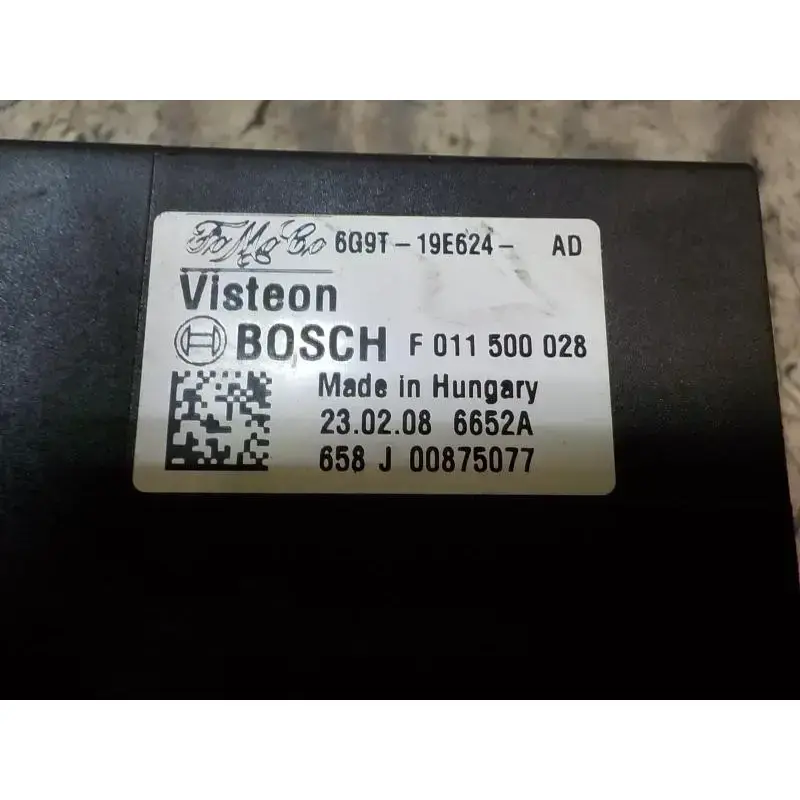 FoMoCo 6G9T-19E624- AD
Visteon
BOSCH F 011 500 028
Made in Hungary
23.02.08 6652A
658 J 00875077